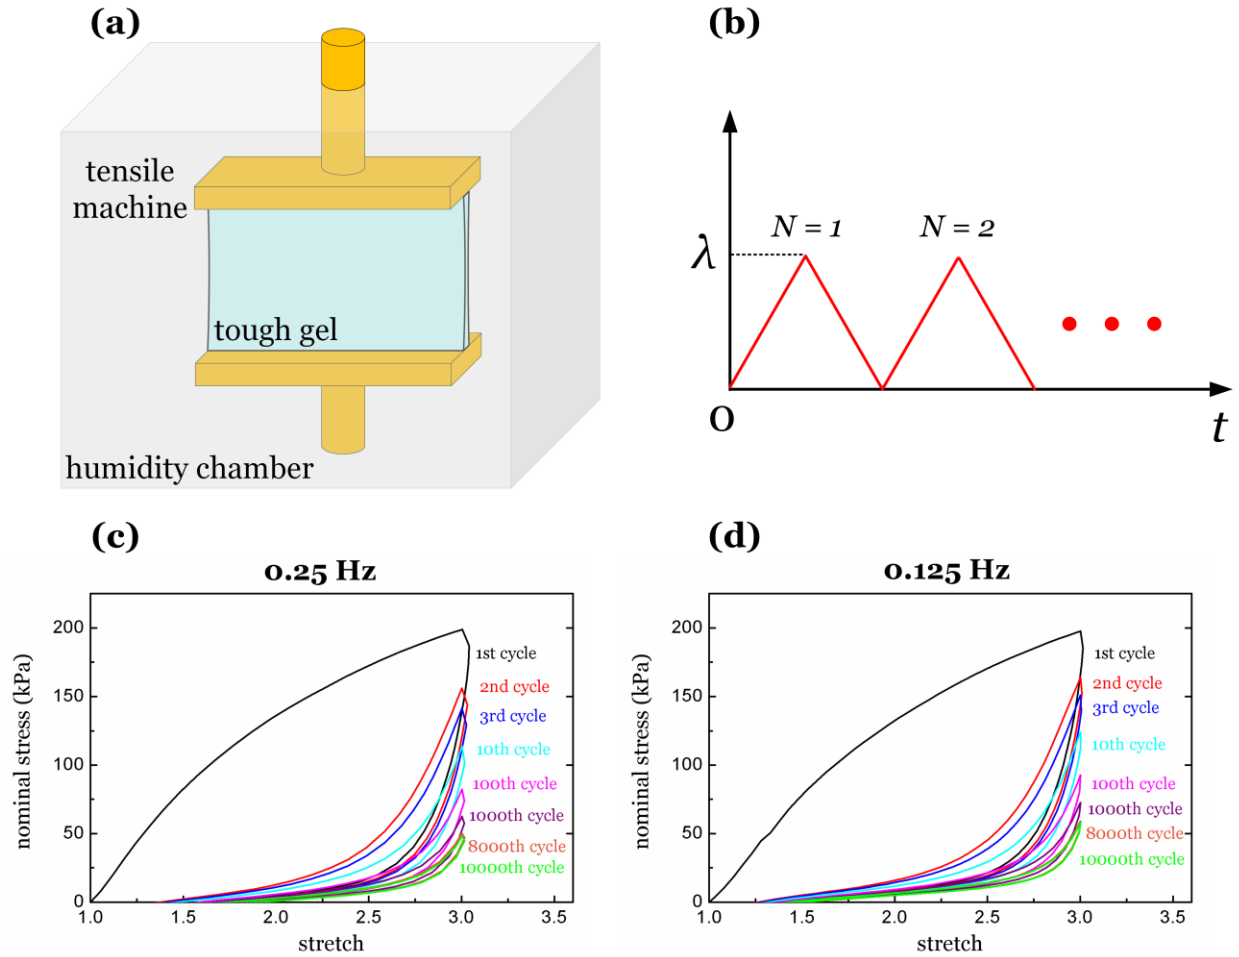 (a)
tensile
machine
tough gel
humidity chamber
(b)
N = 1
N = 2
λ
O
t
(c)
0.25 Hz
nominal stress (kPa)
200
150
100
50
0
1st cycle
2nd cycle
3rd cycle
10th cycle
100th cycle
1000th cycle
8000th cycle
10000th cycle
1.0
1.5
2.0
2.5
3.0
3.5
stretch
(d)
0.125 Hz
nominal stress (kPa)
200
150
100
50
0
1st cycle
2nd cycle
3rd cycle
10th cycle
100th cycle
1000th cycle
8000th cycle
10000th cycle
1.0
1.5
2.0
2.5
3.0
3.5
stretch